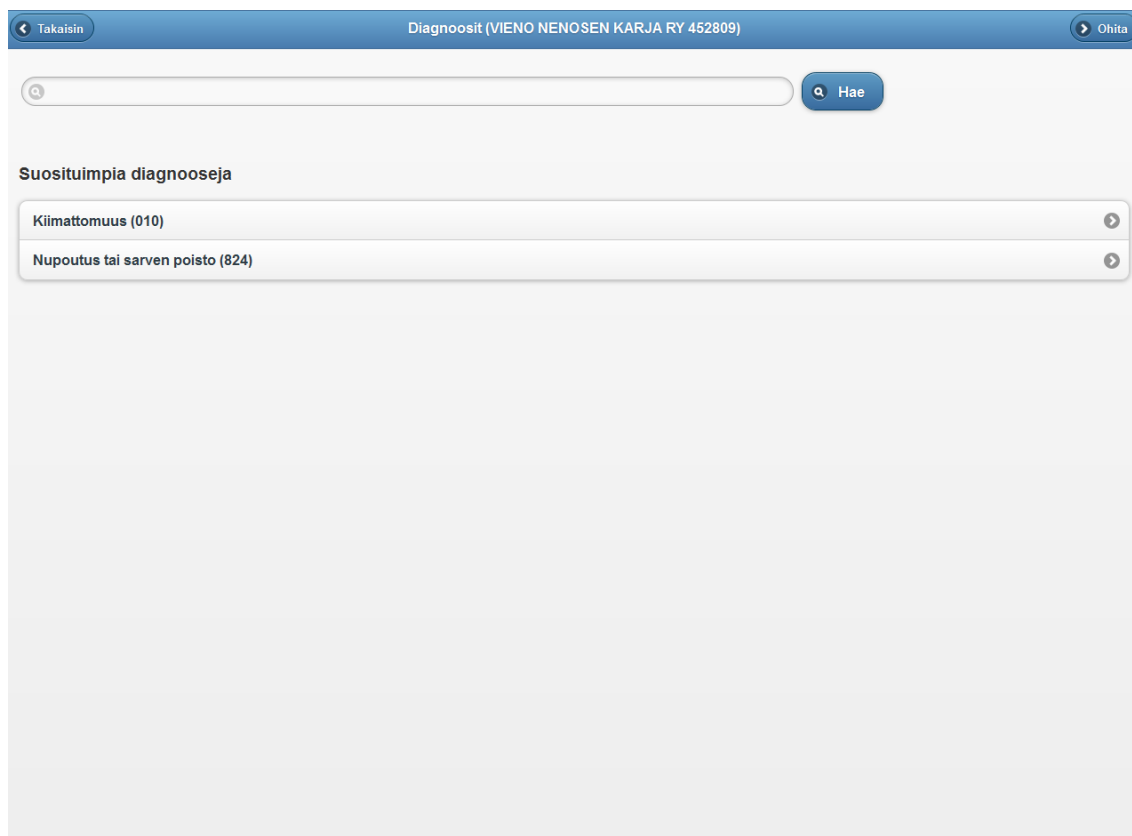 Takaisin
Diagnoosit (VIENO NENOSEN KARJA RY 452809)
Ohita
Hae
Suosituimpia diagnooseja
Kiimattomuus (010)
Nupoutus tai sarven poisto (824)